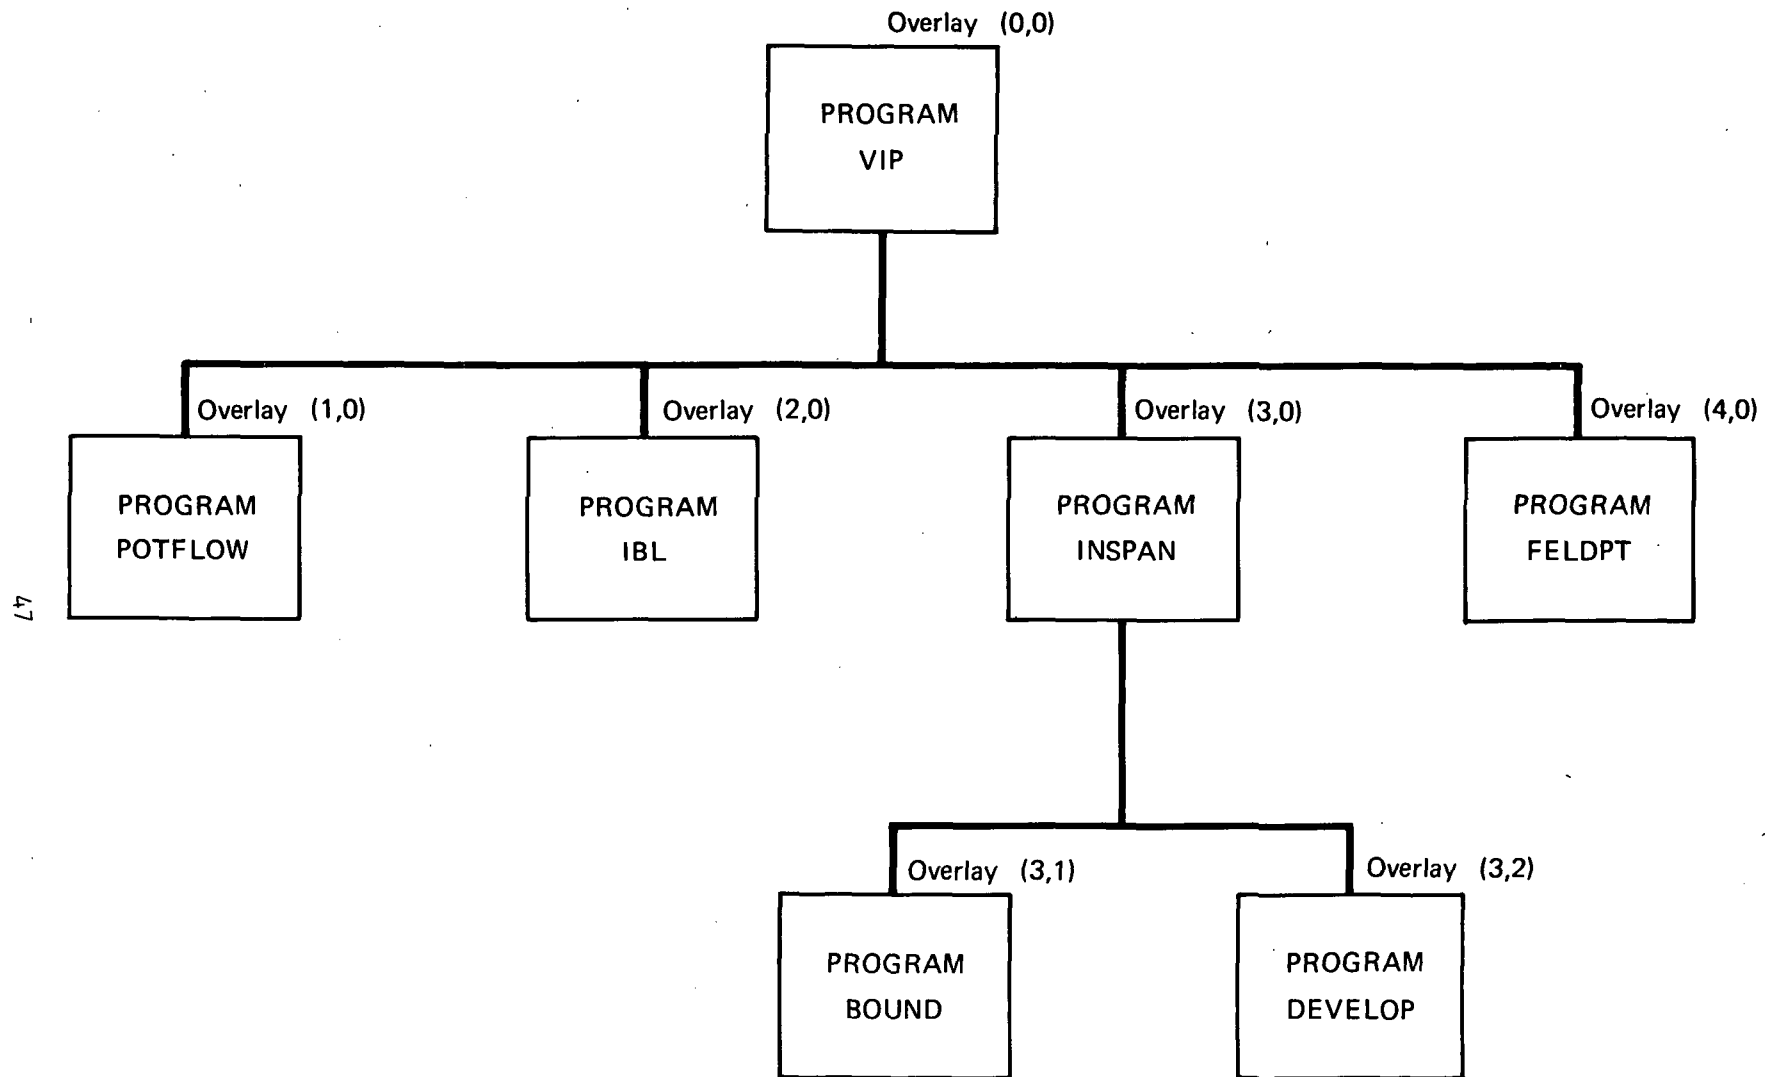 Overlay (0,0)
PROGRAM
VIP
Overlay (1,0)
Overlay (2,0)
Overlay (3,0)
Overlay (4,0)
PROGRAM
POTFLOW
PROGRAM
IBL
PROGRAM
INSPAN
PROGRAM
FELDPT
47
Overlay (3,1)
Overlay (3,2)
PROGRAM
BOUND
PROGRAM
DEVELOP